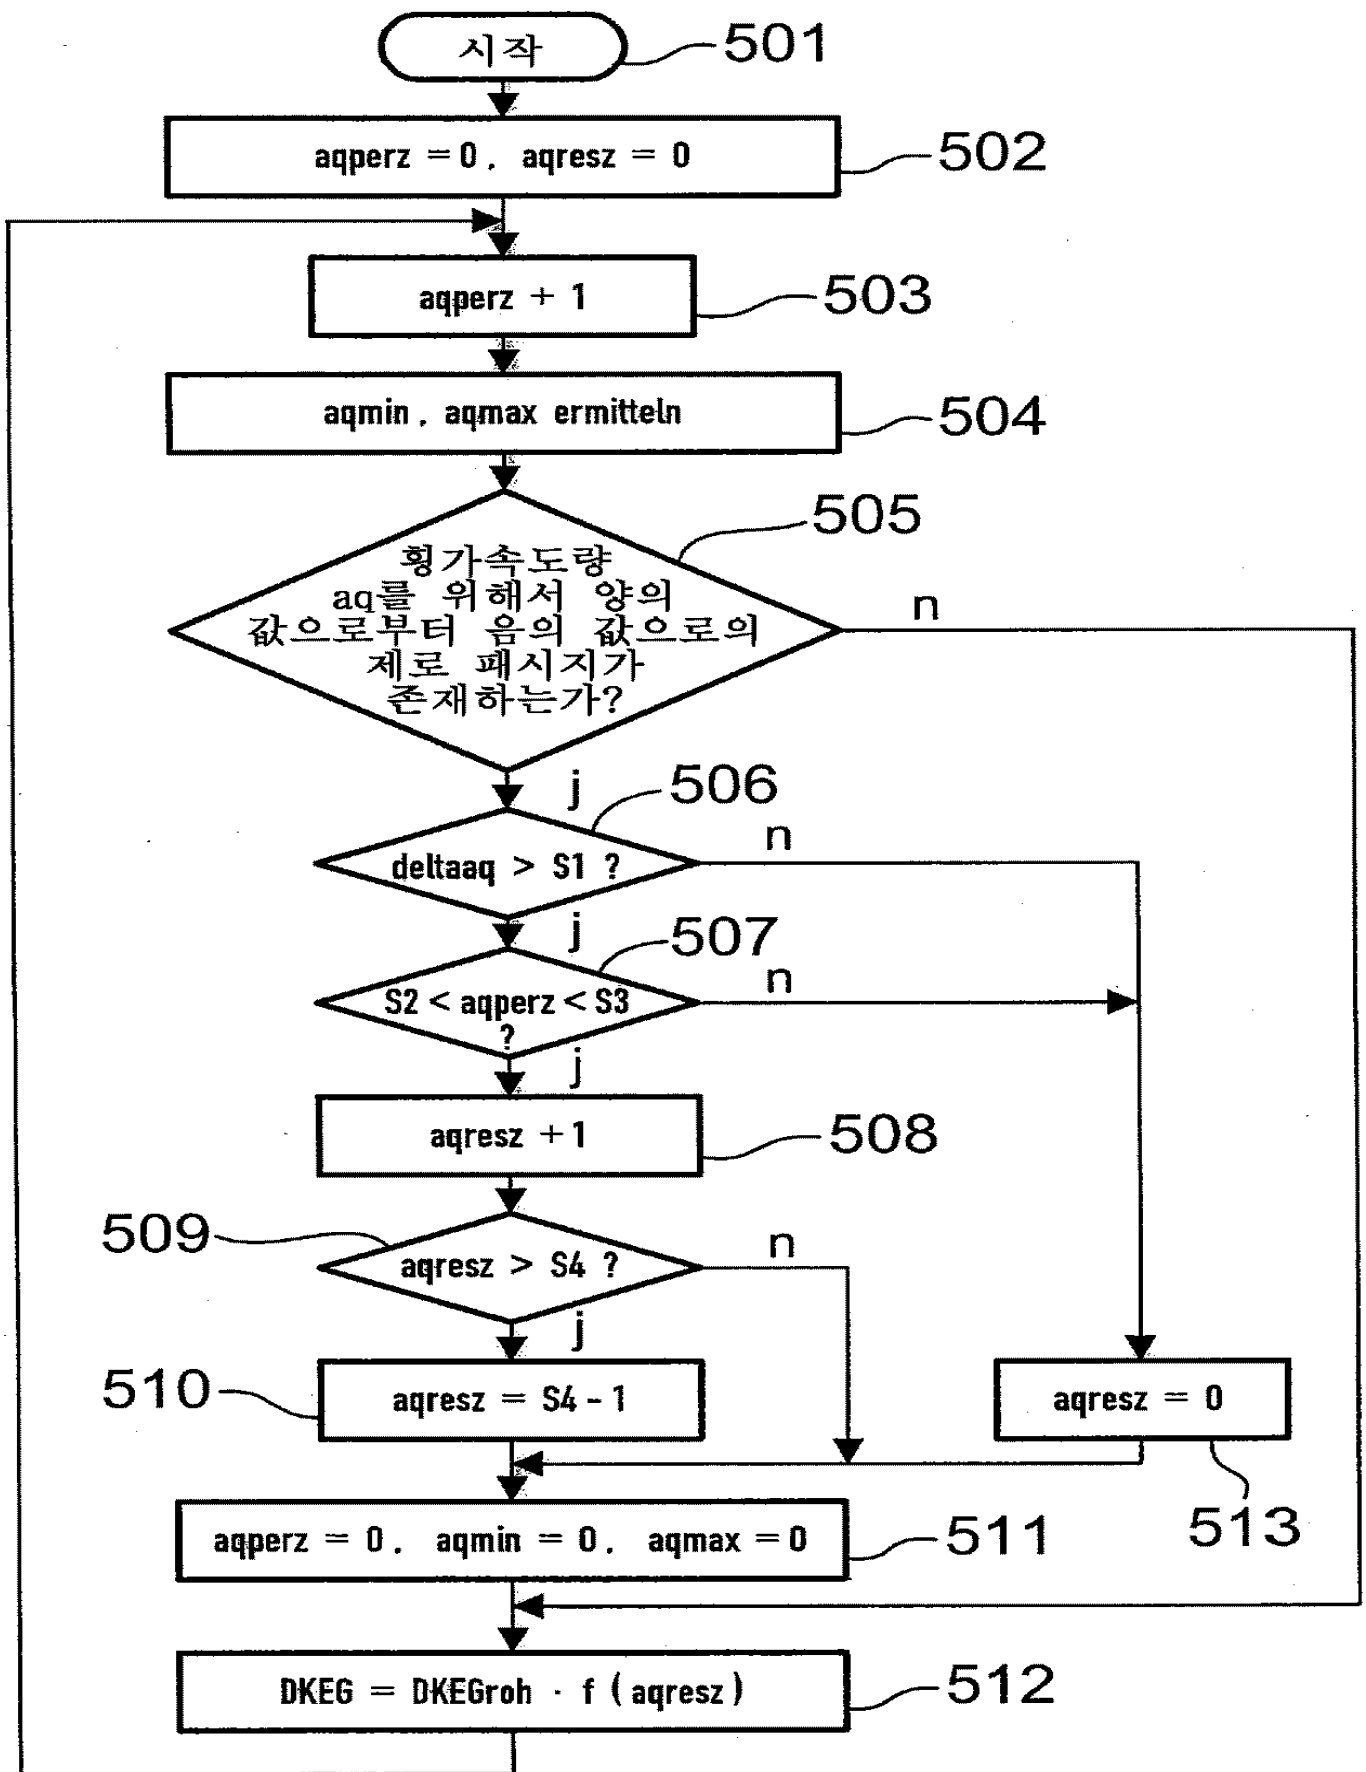 시작
501
aqperz = 0, aqresz = 0
502
aqperz + 1
503
aqmin, aqmax ermitteln
504
505
횡가속도량
aq를 위해서 양의
값으로부터 음의 값으로의
제로 패시지가
존재하는가?
n
j
506
deltaaq > S1 ?
n
j
507
S2 < aqperz < S3
?
n
j
aqresz + 1
508
509
aqresz > S4 ?
n
j
510
aqresz = S4 - 1
aqresz = 0
513
aqperz = 0, aqmin = 0, aqmax = 0
511
DKEG = DKEGroh · f ( aqresz )
512